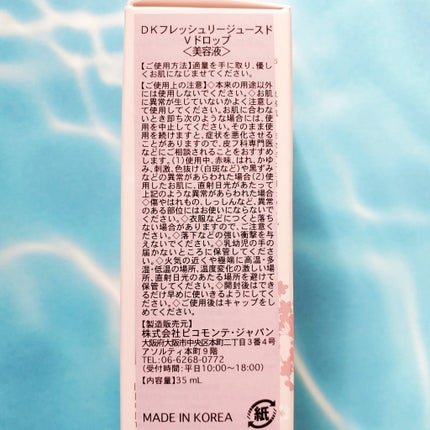 DKフレッシュリージュースド
Vドロップ
〈美容液〉
【ご使用方法】適量を手に取り、優し
くお肌になじませてください。
【ご使用上の注意】◇本来の用途以外
には使用しないでください。◇お肌
に異常が生じていないかよく注意し
て使用してください。お肌に合わな
いとき即ち次のような場合には、使
用を中止してください。そのまま使用
を続けますと、症状を悪化させる
ことがありますので、皮フ科専門医
などにご相談されることをおすすめ
します。(1)使用中、赤味、はれ、かゆ
み、刺激、色抜け(白斑など)や黒ずみ
などの異常があらわれた場合(2)使
用したお肌に、直射日光があたって
上記のような異常があらわれた場合
◇傷やはれもの、しっしんなど、異常
のある部位にはお使いにならないで
ください。◇衣服などにつくと落ち
ない場合がありますので、ご注意く
ださい。◇落下などの強い衝撃を与
えないでください。◇乳幼児の手の
届かないところに保管してください。
◇火気の近くや極端に高温・多
湿・低温の場所、温度変化の激しい場
所、直射日光のあたる場所を避けて
保管してください。◇開封後はでき
るだけ早めに使いきるようにしてく
ださい。◇ご使用後はキャップをし
めてください。
【製造販売元】
株式会社ピコモンテ・ジャパン
大阪府大阪市中央区本町二丁目3番4号
アソルティ本町9階
TEL:06-6268-0772
(受付時間:平日10:00~18:00)
【内容量】35mL
MADE IN KOREA
紙